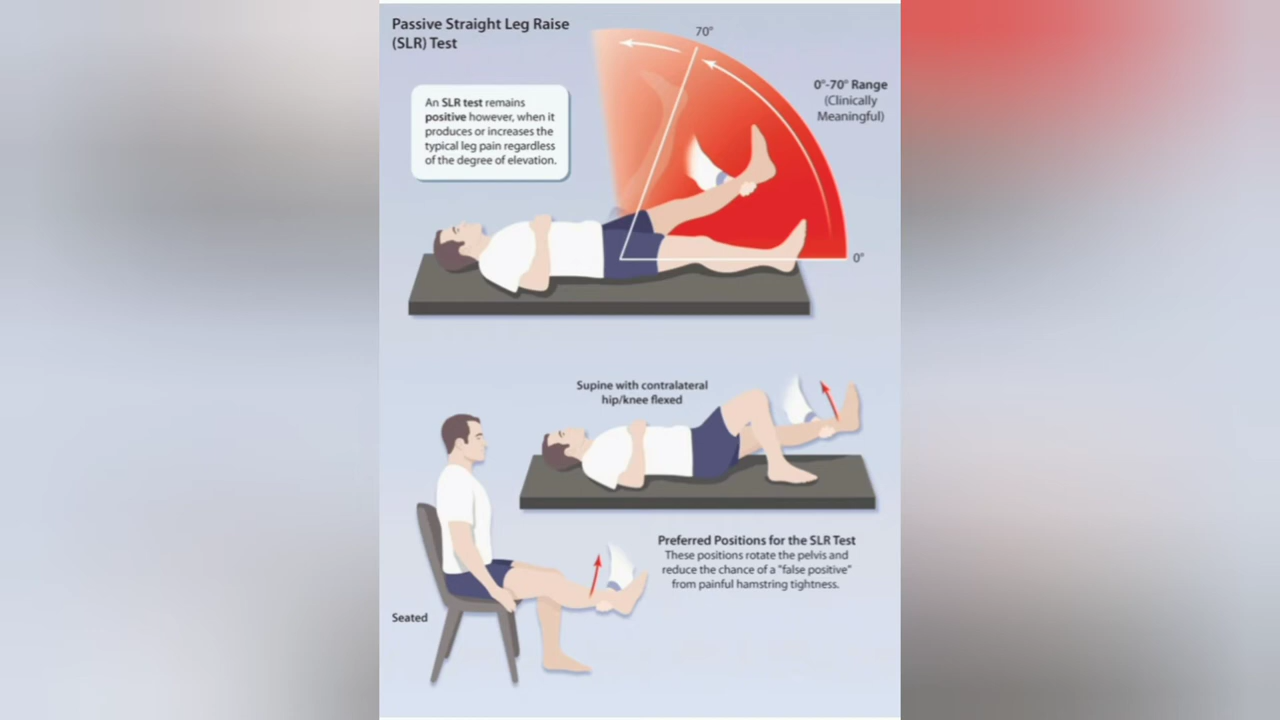 Passive Straight Leg Raise
(SLR) Test
70°
0°-70° Range
(Clinically
Meaningful)
An SLR test remains
positive however, when it
produces or increases the
typical leg pain regardless
of the degree of elevation.
0°
Supine with contralateral
hip/knee flexed
Preferred Positions for the SLR Test
These positions rotate the pelvis and
reduce the chance of a "false positive"
from painful hamstring tightness.
Seated